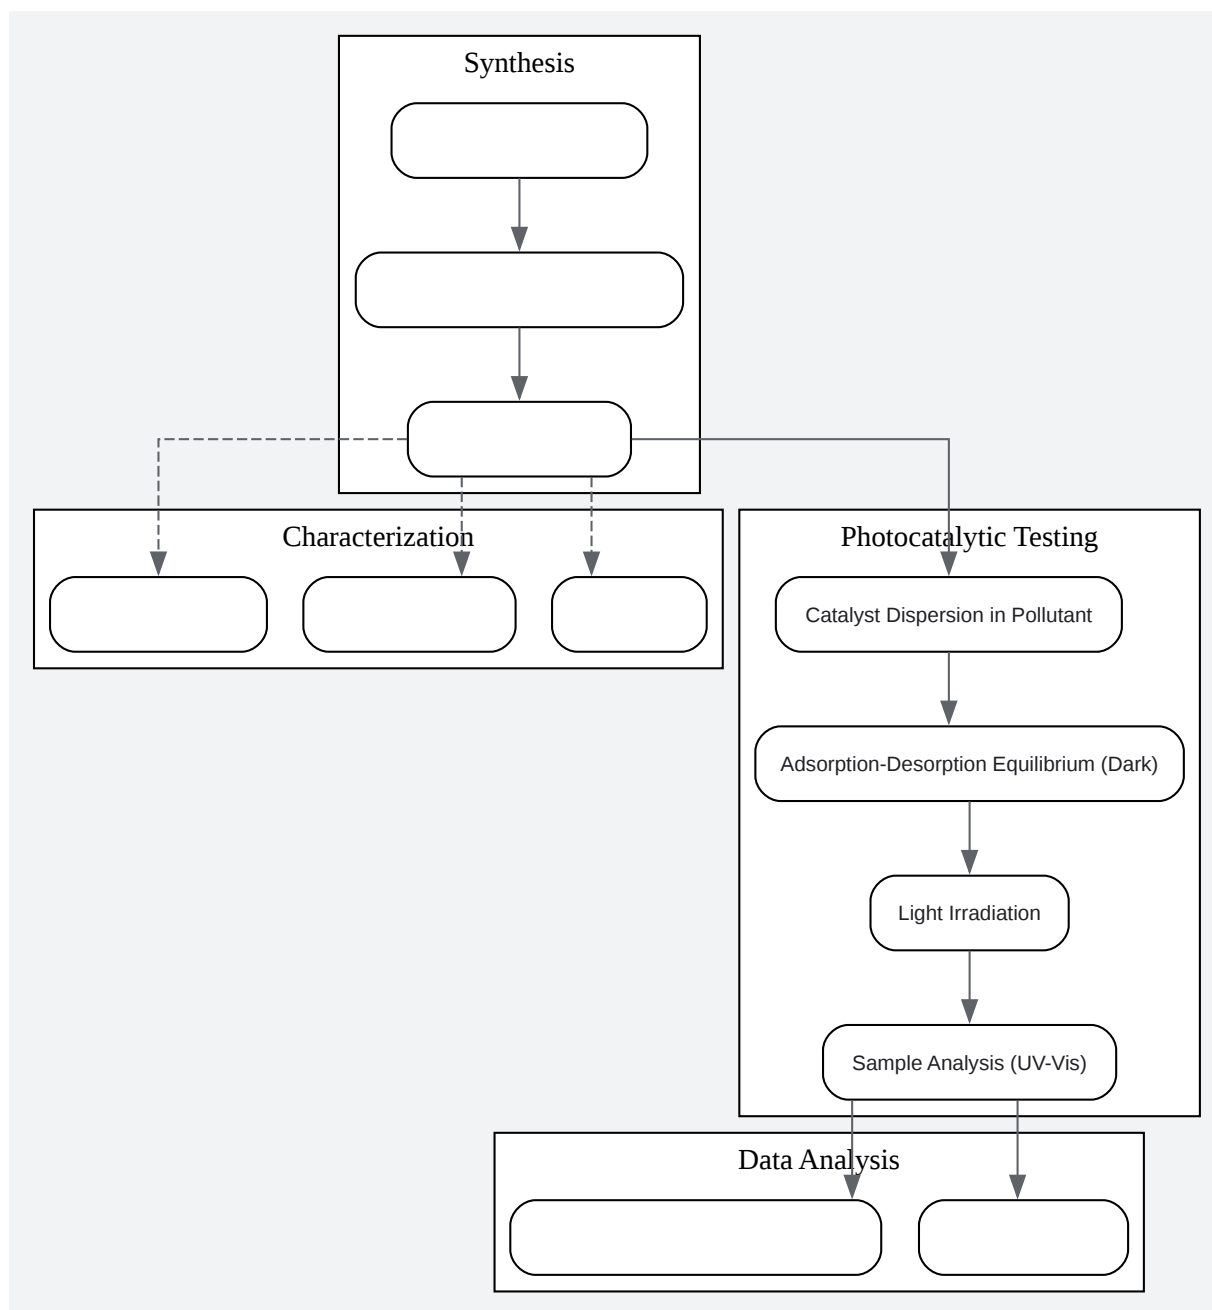 Synthesis
Characterization
Photocatalytic Testing
Catalyst Dispersion in Pollutant
Adsorption-Desorption Equilibrium (Dark)
Light Irradiation
Sample Analysis (UV-Vis)
Data Analysis